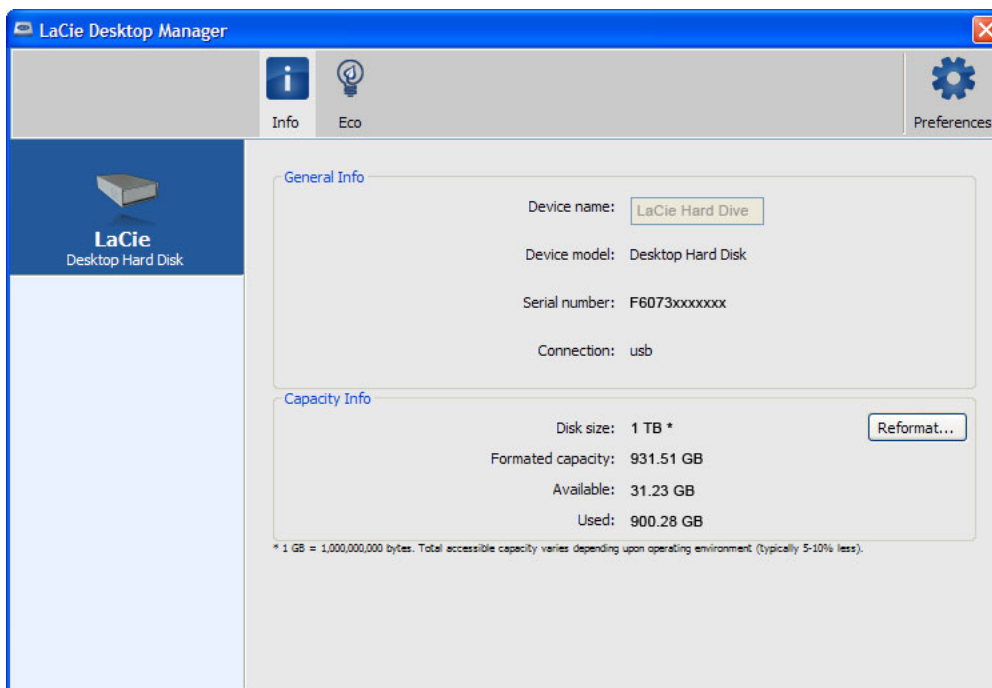 LaCie Desktop Manager
Info
Eco
Preferences
LaCie
Desktop Hard Disk
General Info
Device name: LaCie Hard Dive
Device model: Desktop Hard Disk
Serial number: F6073xxxxxxx
Connection: usb
Capacity Info
Disk size: 1 TB *
Reformat...
Formated capacity: 931.51 GB
Available: 31.23 GB
Used: 900.28 GB
* 1 GB = 1,000,000,000 bytes. Total accessible capacity varies depending upon operating environment (typically 5-10% less).